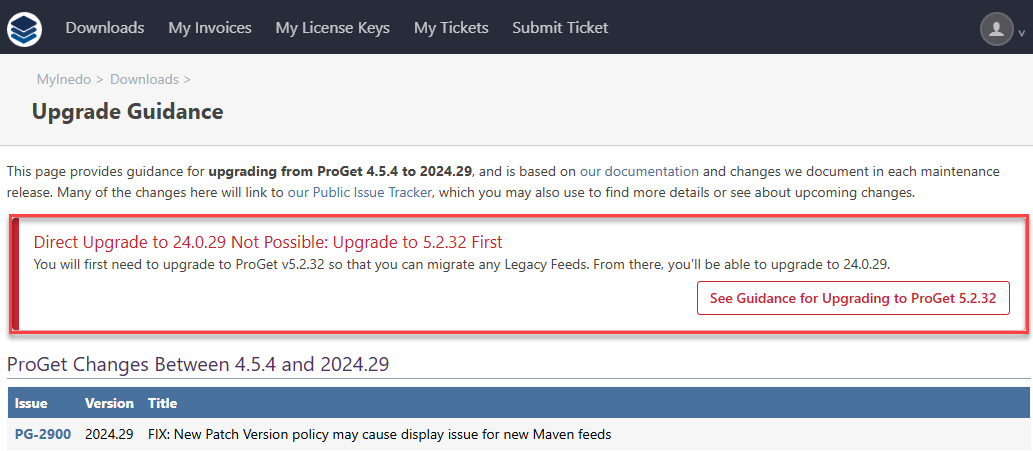 Downloads My Invoices My License Keys My Tickets Submit Ticket
MyInedo > Downloads >
Upgrade Guidance
This page provides guidance for upgrading from ProGet 4.5.4 to 2024.29, and is based on our documentation and changes we document in each maintenance
release. Many of the changes here will link to our Public Issue Tracker, which you may also use to find more details or see about upcoming changes.
Direct Upgrade to 24.0.29 Not Possible: Upgrade to 5.2.32 First
You will first need to upgrade to ProGet v5.2.32 so that you can migrate any Legacy Feeds. From there, you'll be able to upgrade to 24.0.29.
See Guidance for Upgrading to ProGet 5.2.32
ProGet Changes Between 4.5.4 and 2024.29
Issue Version Title
PG-2900 2024.29 FIX: New Patch Version policy may cause display issue for new Maven feeds